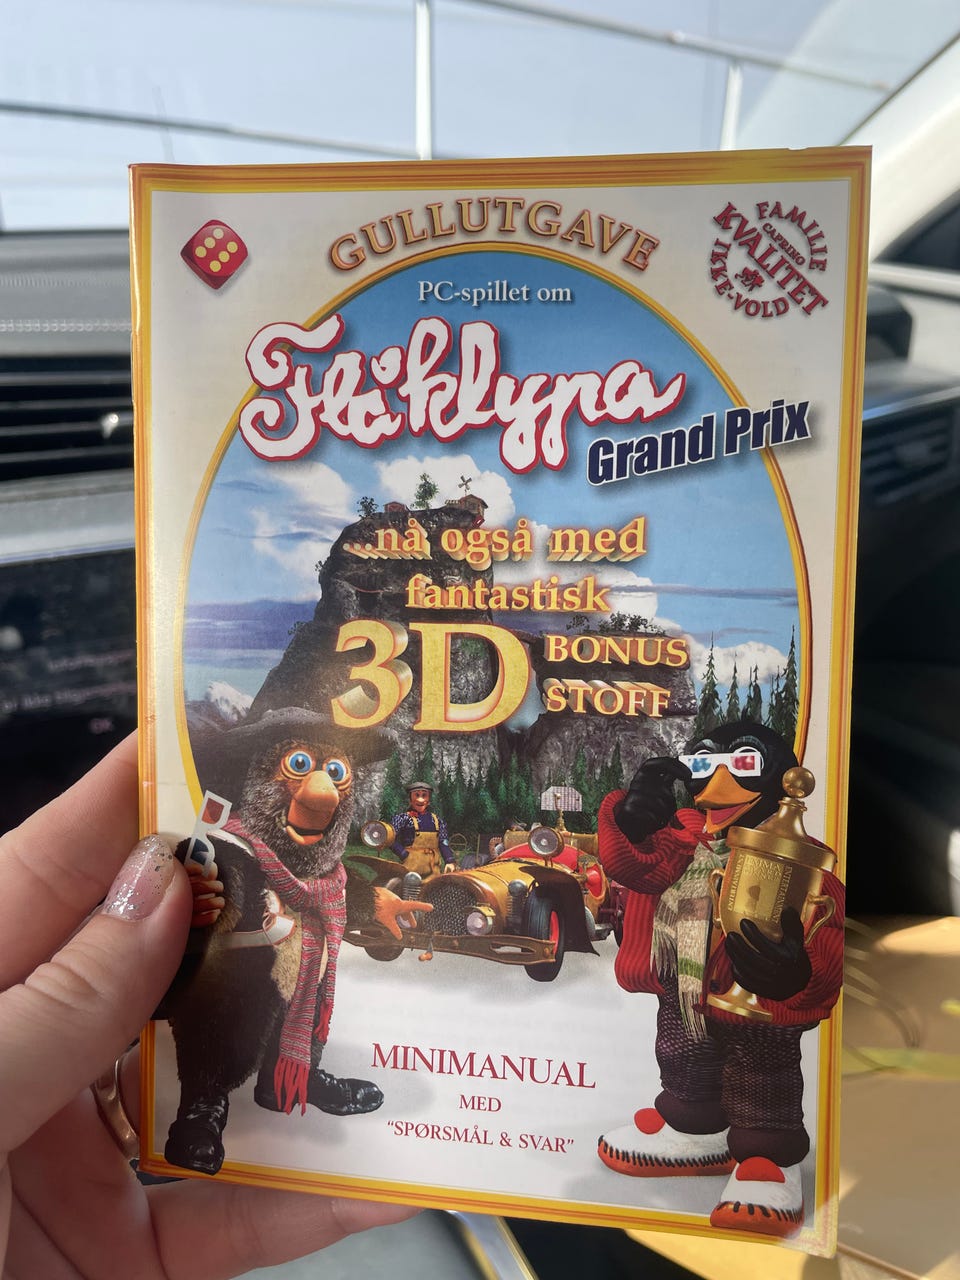 GULLUTGAVE
FAMILIE
CAPRINO
KVALITET
IKKE-VOLD
PC-spillet om
Flåklypa
Grand Prix
...nå også med
fantastisk
3D BONUS
STOFF
MINIMANUAL
MED
"SPØRSMÅL & SVAR"